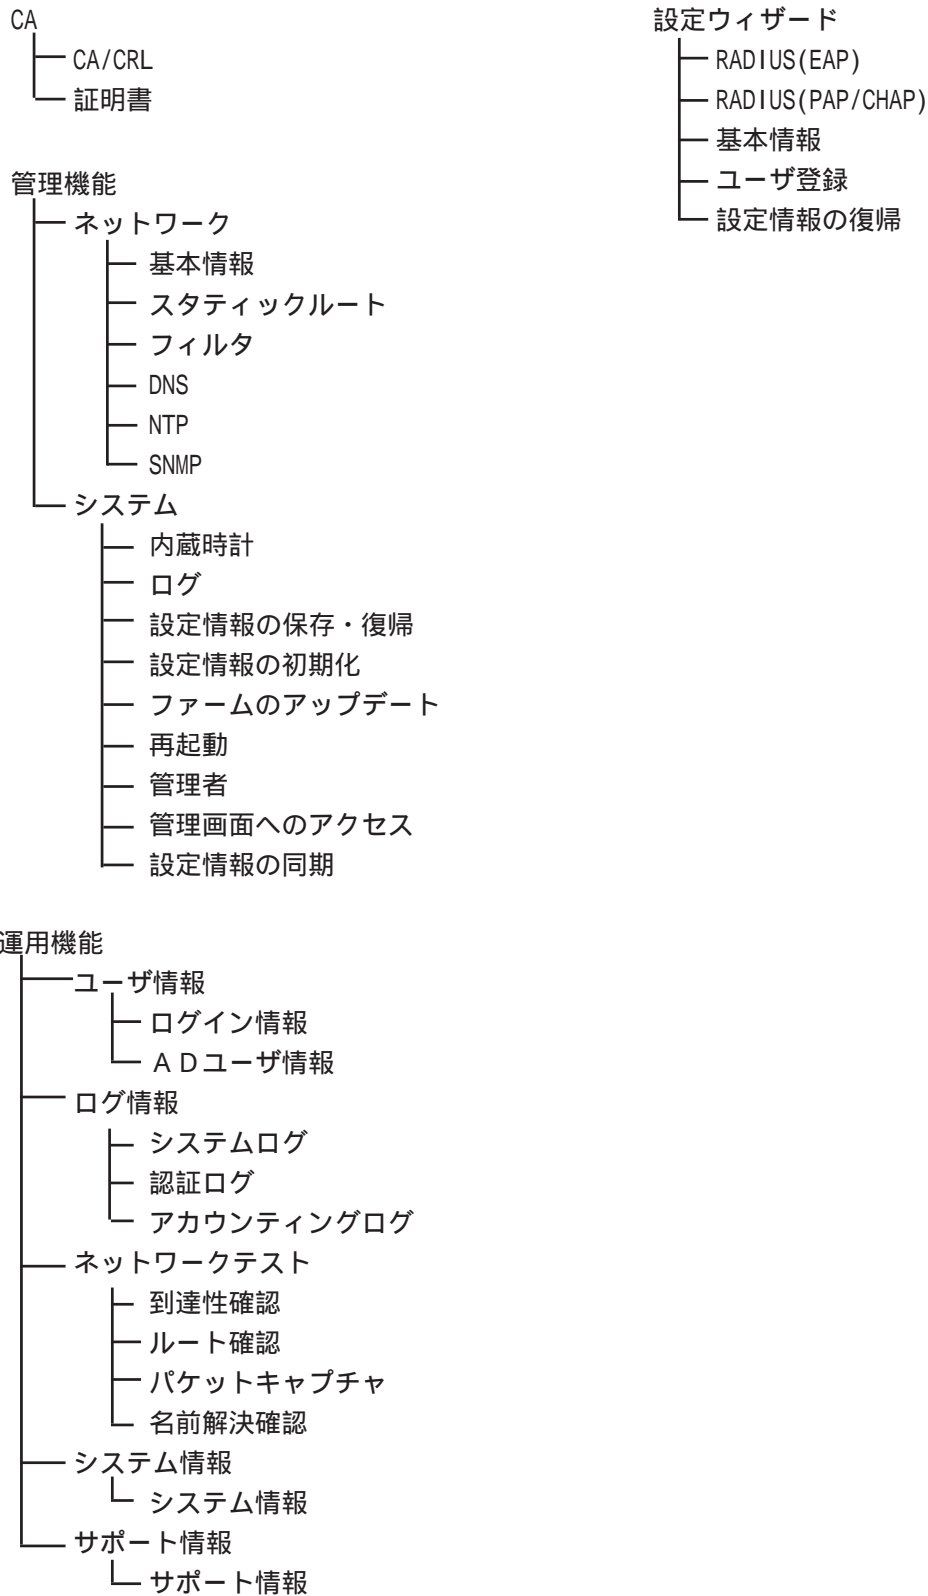 CA
CA/CRL
証明書
管理機能
ネットワーク
基本情報
スタティックルート
フィルタ
DNS
NTP
SNMP
システム
内蔵時計
ログ
設定情報の保存・復帰
設定情報の初期化
ファームのアップデート
再起動
管理者
管理画面へのアクセス
設定情報の同期
運用機能
ユーザ情報
ログイン情報
ＡＤユーザ情報
ログ情報
システムログ
認証ログ
アカウンティングログ
ネットワークテスト
到達性確認
ルート確認
パケットキャプチャ
名前解決確認
システム情報
システム情報
サポート情報
サポート情報
設定ウィザード
RADIUS(EAP)
RADIUS(PAP/CHAP)
基本情報
ユーザ登録
設定情報の復帰